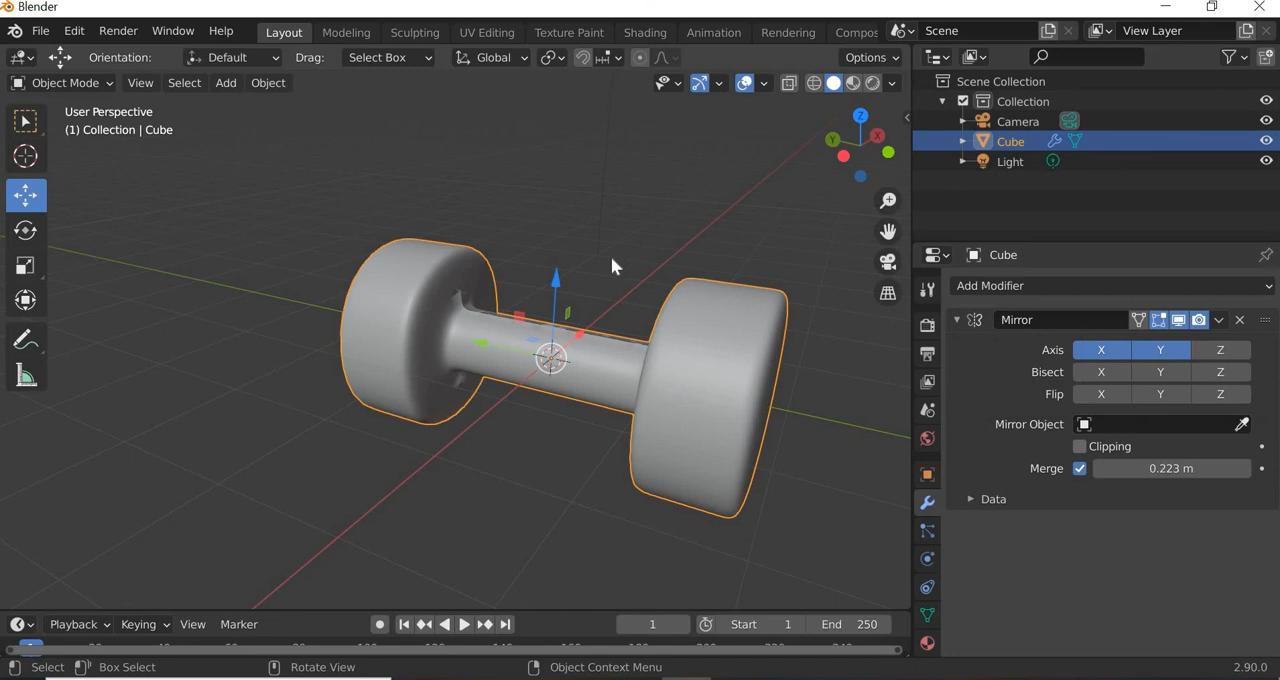 Blender
File Edit Render Window Help Layout Modeling Sculpting UV Editing Texture Paint Shading Animation Rendering Compos Scene View Layer
Orientation: Default Drag: Select Box Global Options
Object Mode View Select Add Object
User Perspective
(1) Collection | Cube
Z
Y X
Scene Collection
Collection
Camera
Cube
Light
Cube
Add Modifier
Mirror
Axis X Y Z
Bisect X Y Z
Flip X Y Z
Mirror Object
Clipping
Merge 0.223 m
Data
Playback Keying View Marker 1 Start 1 End 250
Select Box Select Rotate View Object Context Menu 2.90.0